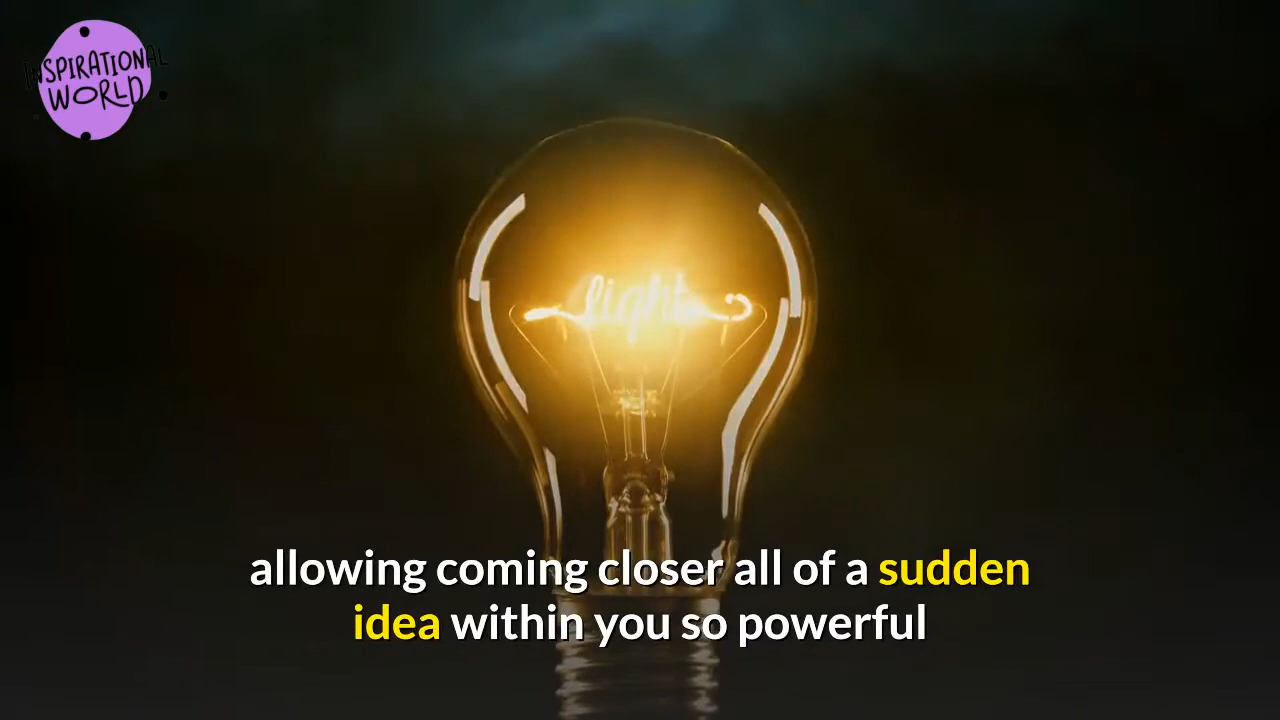 INSPIRATIONAL
WORLD
light
allowing coming closer all of a sudden
idea within you so powerful